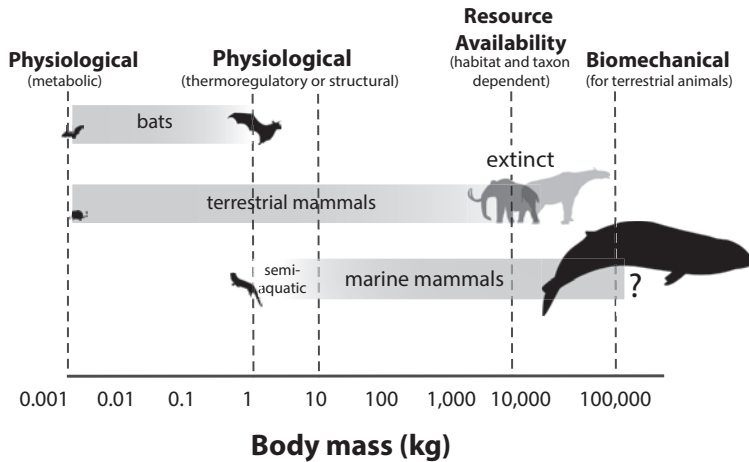 Physiological
(metabolic)
Physiological
(thermoregulatory or structural)
Resource
Availability
(habitat and taxon
dependent)
Biomechanical
(for terrestrial animals)
bats
extinct
terrestrial mammals
semi-
aquatic
marine mammals
?
0.001 0.01 0.1 1 10 100 1,000 10,000 100,000
Body mass (kg)